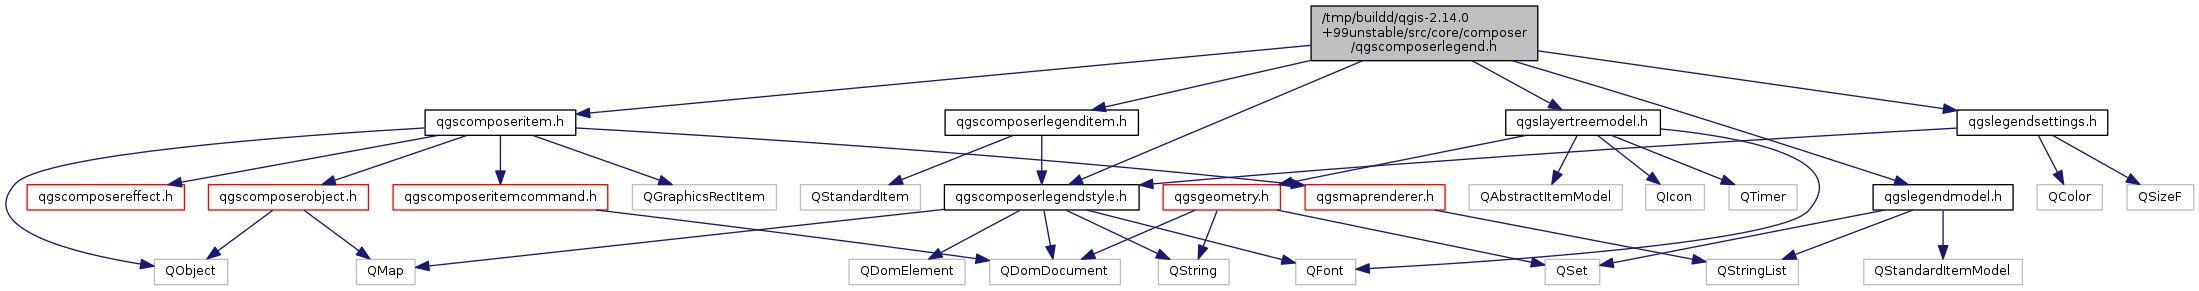 /tmp/buildd/qgis-2.14.0
+99unstable/src/core/composer
/qgscomposerlegend.h
qgscomposeritem.h
qgscomposerlegenditem.h
qgslayertreemodel.h
qgslegendsettings.h
qgscomposereffect.h
qgscomposerobject.h
qgscomposeritemcommand.h
QGraphicsRectItem
QStandardItem
qgscomposerlegendstyle.h
qgsgeometry.h
qgsmaprenderer.h
QAbstractItemModel
QIcon
QTimer
qgslegendmodel.h
QColor
QSizeF
QObject
QMap
QDomElement
QDomDocument
QString
QFont
QSet
QStringList
QStandardItemModel